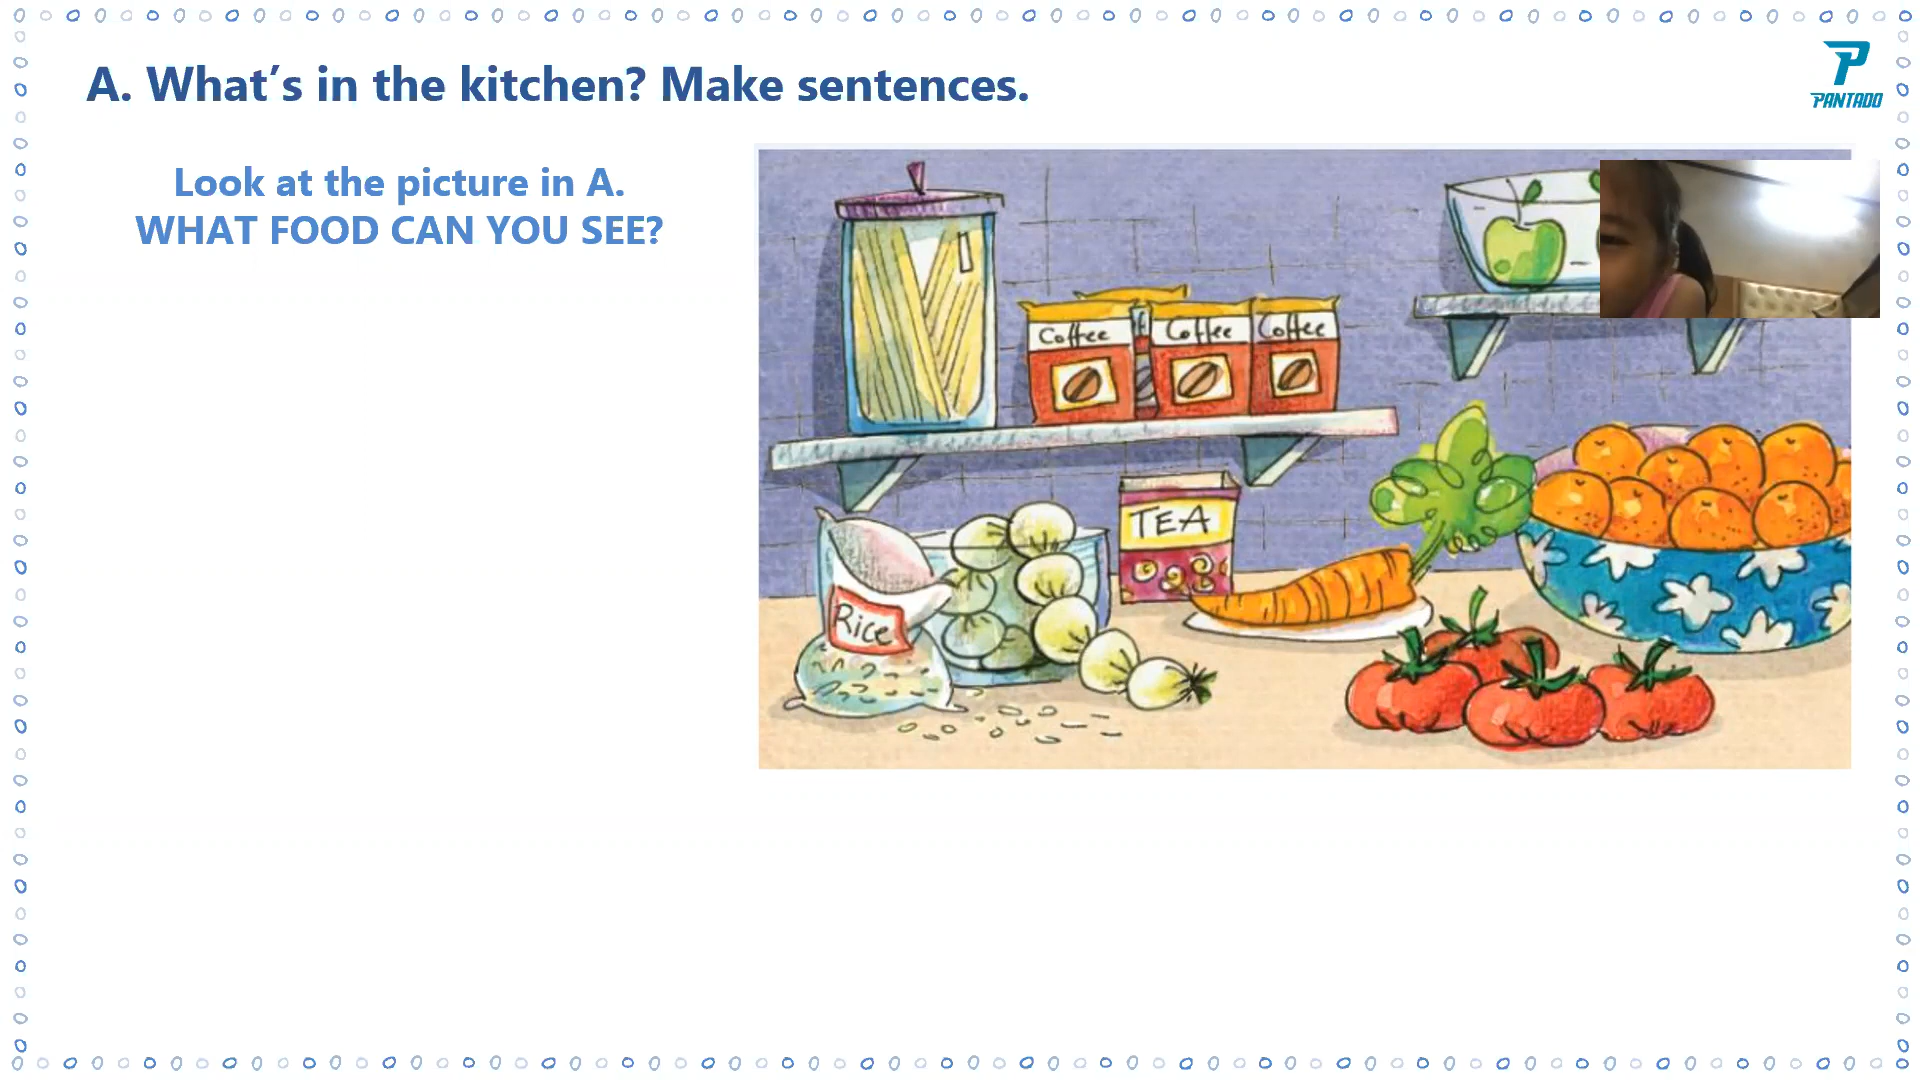 A. What's in the kitchen? Make sentences.
PANTADO
Look at the picture in A.
WHAT FOOD CAN YOU SEE?
Coffee
Coffee
Coffee
TEA
Rice